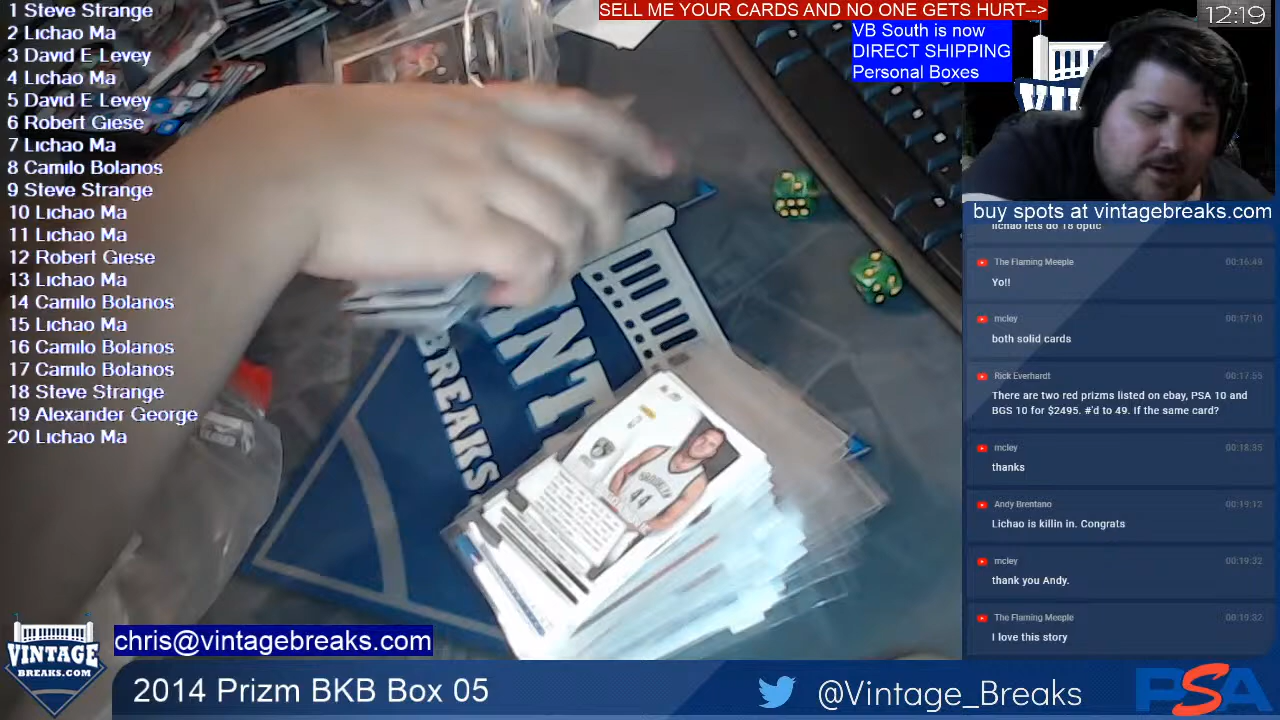 1 Steve Strange
2 Lichao Ma
3 David E Levey
4 Lichao Ma
5 David E Levey
6 Robert Giese
7 Lichao Ma
8 Camilo Bolanos
9 Steve Strange
10 Lichao Ma
11 Lichao Ma
12 Robert Giese
13 Lichao Ma
14 Camilo Bolanos
15 Lichao Ma
16 Camilo Bolanos
17 Camilo Bolanos
18 Steve Strange
19 Alexander George
20 Lichao Ma
SELL ME YOUR CARDS AND NO ONE GETS HURT-->
VB South is now
DIRECT SHIPPING
Personal Boxes
12:19
buy spots at vintagebreaks.com
lichao lets do 18 optic
The Flaming Meeple 00:16:49
Yo!!
mcley 00:17:10
both solid cards
Rick Everhardt 00:17:55
There are two red prizms listed on ebay, PSA 10 and
BGS 10 for $2495. #'d to 49. If the same card?
mcley 00:18:35
thanks
Andy Brentano 00:19:12
Lichao is killin in. Congrats
mcley 00:19:32
thank you Andy.
The Flaming Meeple 00:19:32
I love this story
BREAKS
44
VINTAGE
BREAKS.COM
chris@vintagebreaks.com
2014 Prizm BKB Box 05
@Vintage_Breaks
PSA